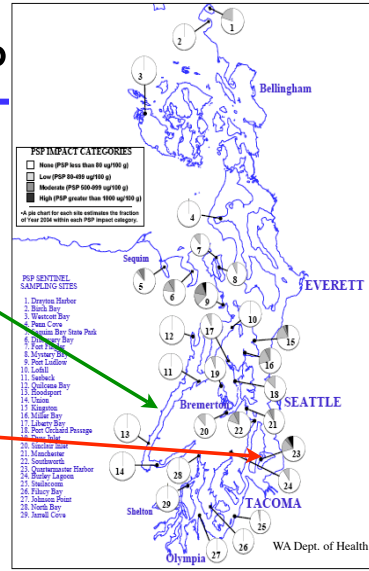 1
2
3
Bellingham
PSP IMPACT CATEGORIES
None (PSP less than 80 ug/100 g)
Low (PSP 80-499 ug/100 g)
Moderate (PSP 500-999 ug/100 g)
High (PSP greater than 1000 ug/100 g)
•A pie chart for each site estimates the fraction
of Year 2004 within each PSP impact category.
4
7
Sequim
5
6
8
9
EVERETT
PSP SENTINEL
SAMPLING SITES
1. Drayton Harbor
2. Birch Bay
3. Westcott Bay
4. Penn Cove
5. Sequim Bay State Park
6. Discovery Bay
7. Fort Flagler
8. Mystery Bay
9. Port Ludlow
10. Lofall
11. Seabeck
12. Quilcene Bay
13. Hoodsport
14. Union
15. Kingston
16. Miller Bay
17. Liberty Bay
18. Port Orchard Passage
19. Dyes Inlet
20. Sinclair Inlet
21. Manchester
22. Southworth
23. Quartermaster Harbor
24. Burley Lagoon
25. Steilacoom
26. Filucy Bay
27. Johnson Point
28. North Bay
29. Jarrell Cove
10
17
12
15
16
11
19
18
Bremerton
SEATTLE
20
22
21
13
23
14
28
24
Shelton
29
TACOMA
25
26
27
Olympia
WA Dept. of Health